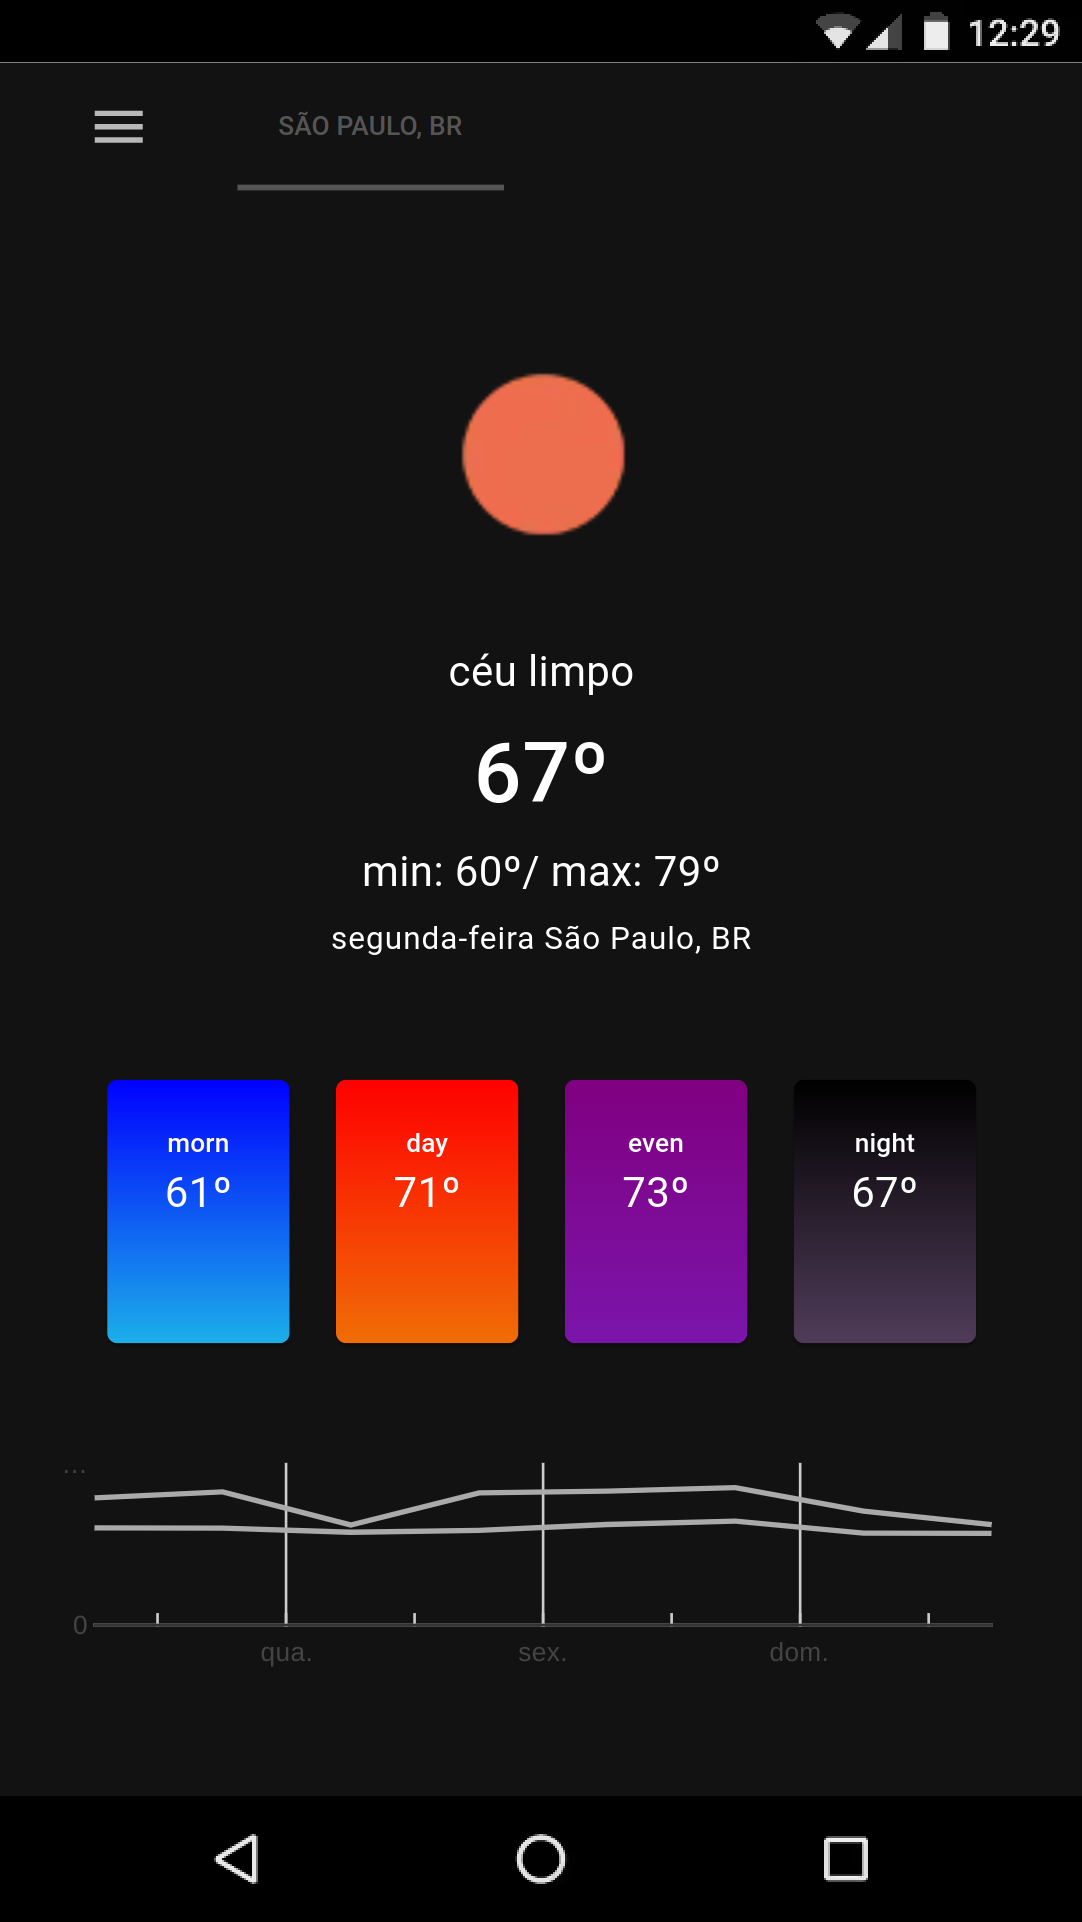 12:29
SÃO PAULO, BR
céu limpo
67º
min: 60º/ max: 79º
segunda-feira São Paulo, BR
morn
61º
day
71º
even
73º
night
67º
...
0
qua.
sex.
dom.